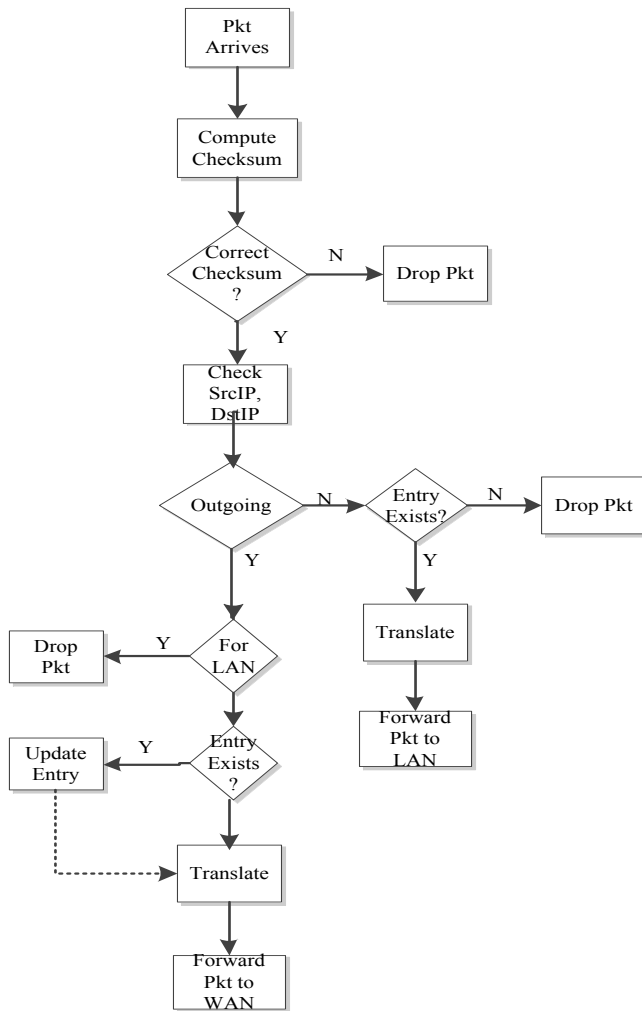 Pkt
Arrives
Compute
Checksum
Correct
Checksum
?
N
Drop Pkt
Y
Check
SrcIP,
DstIP
Outgoing
N
Entry
Exists?
N
Drop Pkt
Y
Y
Translate
Forward
Pkt to
LAN
For
LAN
Y
Drop
Pkt
Entry
Exists
?
Y
Update
Entry
Translate
Forward
Pkt to
WAN